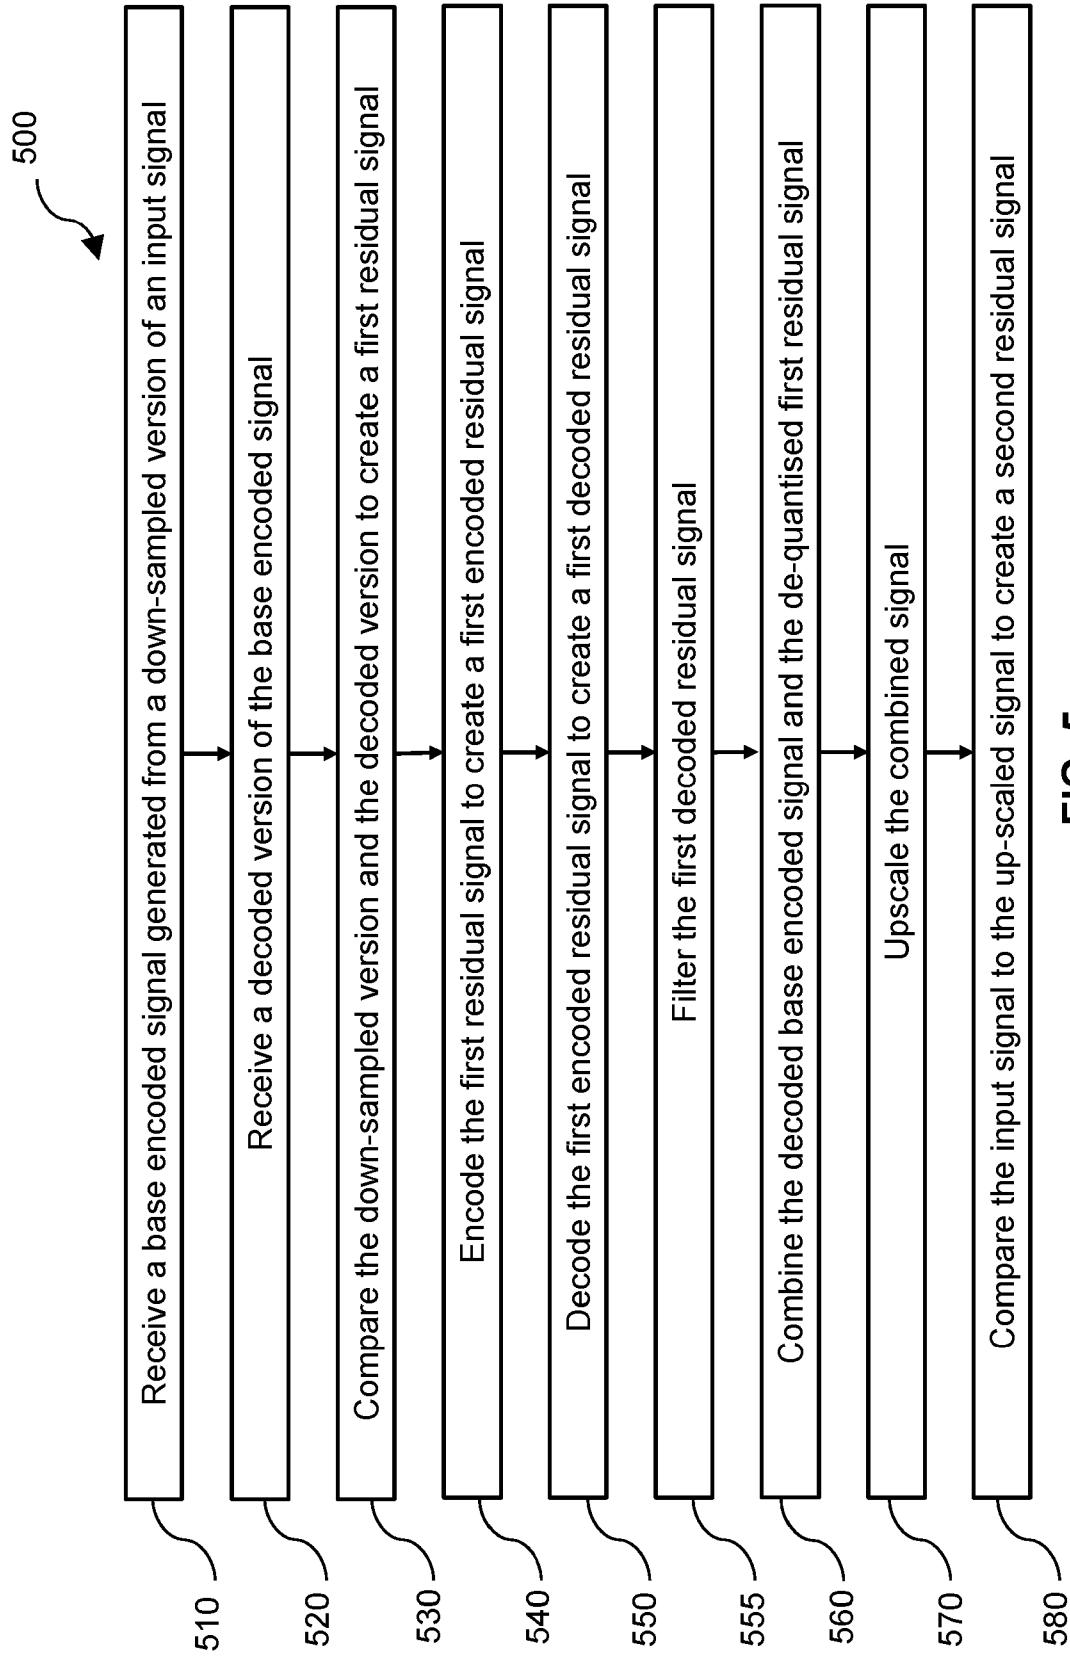 500
510
Receive a base encoded signal generated from a down-sampled version of an input signal
520
Receive a decoded version of the base encoded signal
530
Compare the down-sampled version and the decoded version to create a first residual signal
540
Encode the first residual signal to create a first encoded residual signal
550
Decode the first encoded residual signal to create a first decoded residual signal
555
Filter the first decoded residual signal
560
Combine the decoded base encoded signal and the de-quantised first residual signal
570
Upscale the combined signal
580
Compare the input signal to the up-scaled signal to create a second residual signal